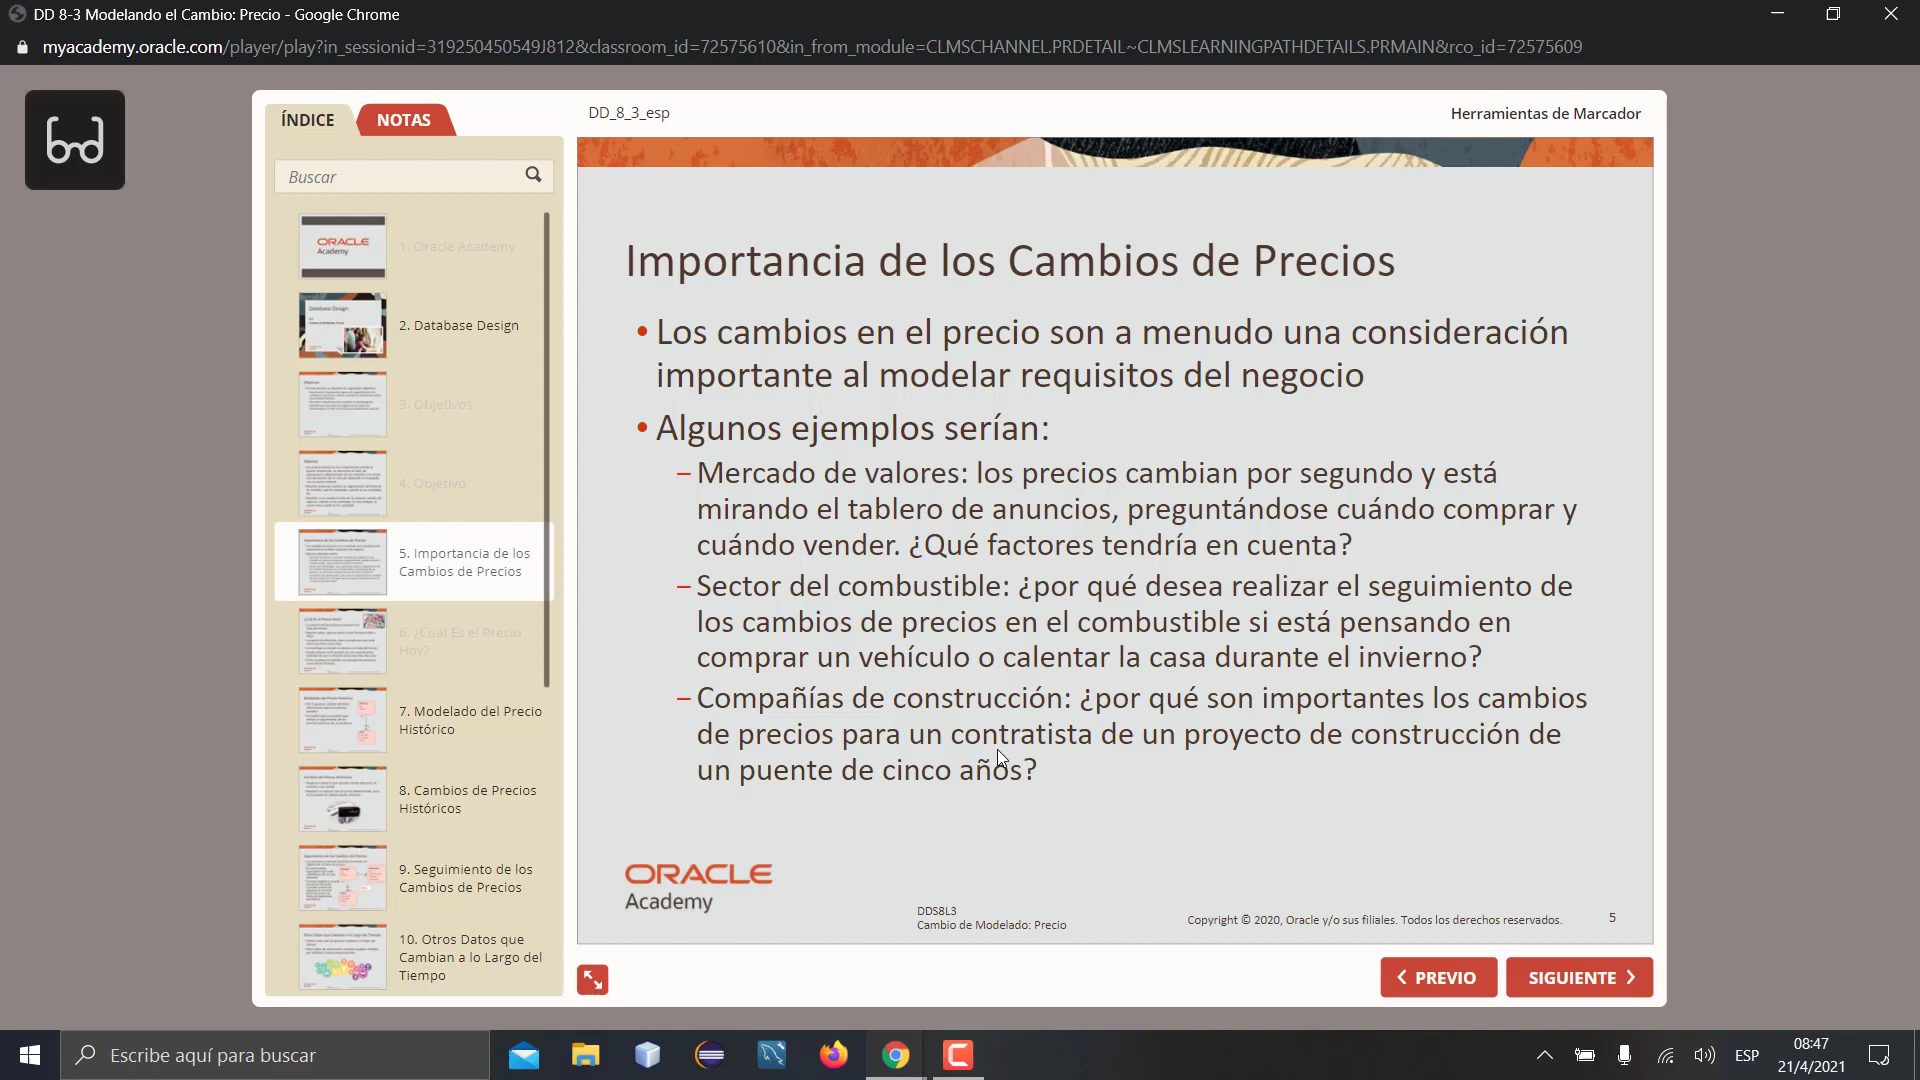 DD 8-3 Modelando el Cambio: Precio - Google Chrome
myacademy.oracle.com/player/play?in_sessionid=319250450549J812&classroom_id=72575610&in_from_module=CLMSCHANNEL.PRDETAIL~CLMSLEARNINGPATHDETAILS.PRMAIN&rco_id=72575609
ÍNDICE
NOTAS
Buscar
ORACLE
Academy
1. Oracle Academy
Database Design
2. Database Design
3. Objetivos
4. Objetivo
5. Importancia de los
Cambios de Precios
6. ¿Cuál Es el Precio
Hoy?
7. Modelado del Precio
Histórico
8. Cambios de Precios
Históricos
9. Seguimiento de los
Cambios de Precios
10. Otros Datos que
Cambian a lo Largo del
Tiempo
DD_8_3_esp
Herramientas de Marcador
Importancia de los Cambios de Precios
• Los cambios en el precio son a menudo una consideración
importante al modelar requisitos del negocio
• Algunos ejemplos serían:
– Mercado de valores: los precios cambian por segundo y está
mirando el tablero de anuncios, preguntándose cuándo comprar y
cuándo vender. ¿Qué factores tendría en cuenta?
– Sector del combustible: ¿por qué desea realizar el seguimiento de
los cambios de precios en el combustible si está pensando en
comprar un vehículo o calentar la casa durante el invierno?
– Compañías de construcción: ¿por qué son importantes los cambios
de precios para un contratista de un proyecto de construcción de
un puente de cinco años?
ORACLE
Academy
DDS8L3
Cambio de Modelado: Precio
Copyright © 2020, Oracle y/o sus filiales. Todos los derechos reservados.
5
PREVIO
SIGUIENTE
Escribe aquí para buscar
ESP
08:47
21/4/2021